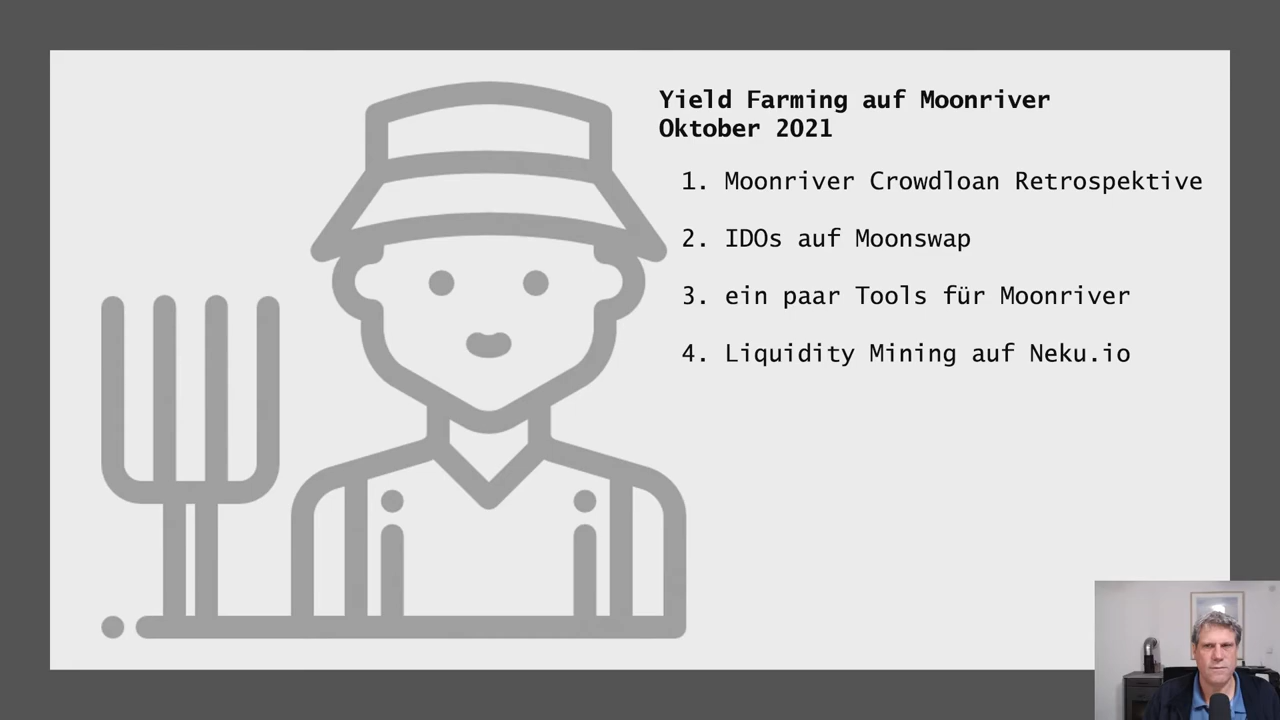 Yield Farming auf Moonriver
Oktober 2021
1. Moonriver Crowdloan Retrospektive
2. IDOs auf Moonswap
3. ein paar Tools für Moonriver
4. Liquidity Mining auf Neku.io